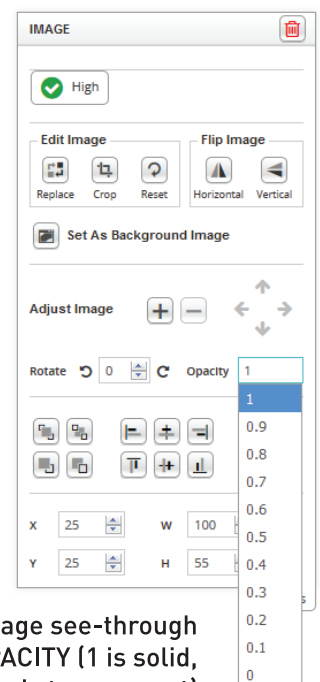 IMAGE
High
Edit Image
Flip Image
Replace Crop Reset Horizontal Vertical
Set As Background Image
Adjust Image
Rotate 0 Opacity 1
1
0.9
0.8
0.7
0.6
0.5
0.4
0.3
0.2
0.1
0
X 25 W 100
Y 25 H 55
age see-through
PACITY (1 is solid,